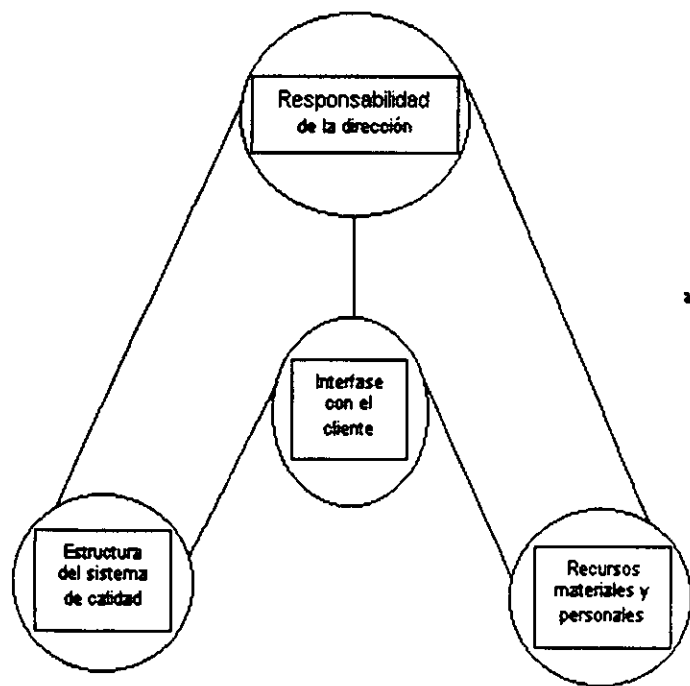 Responsabilidad
de la dirección
Interfase
con el
cliente
Estructura
del sistema
de calidad
Recursos
materiales y
personales